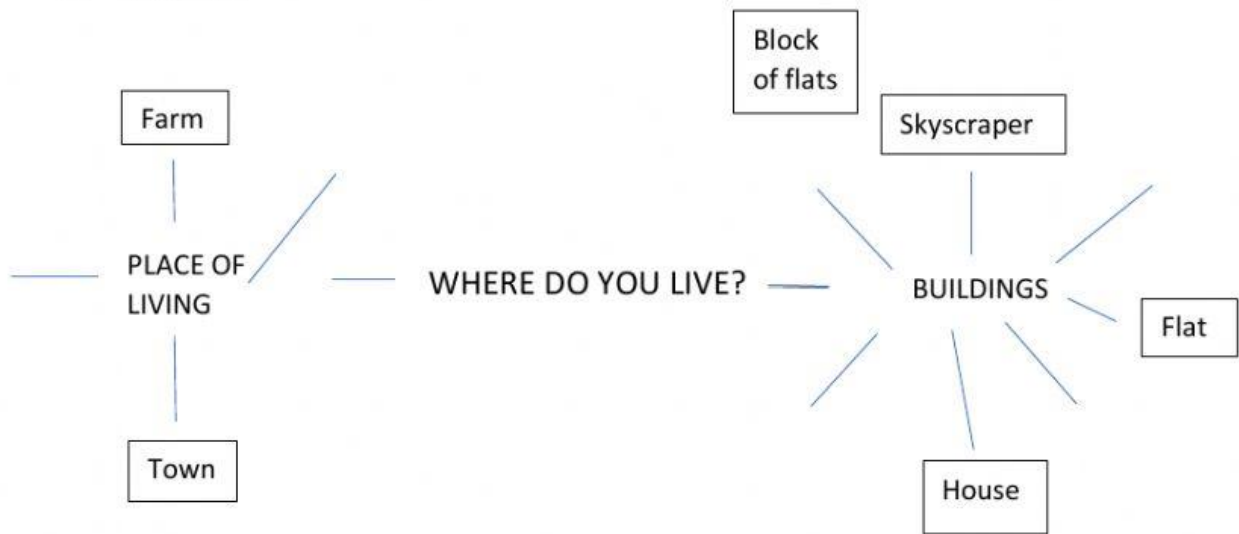 Block
of flats
Farm
Skyscraper
PLACE OF
LIVING
WHERE DO YOU LIVE?
BUILDINGS
Flat
Town
House